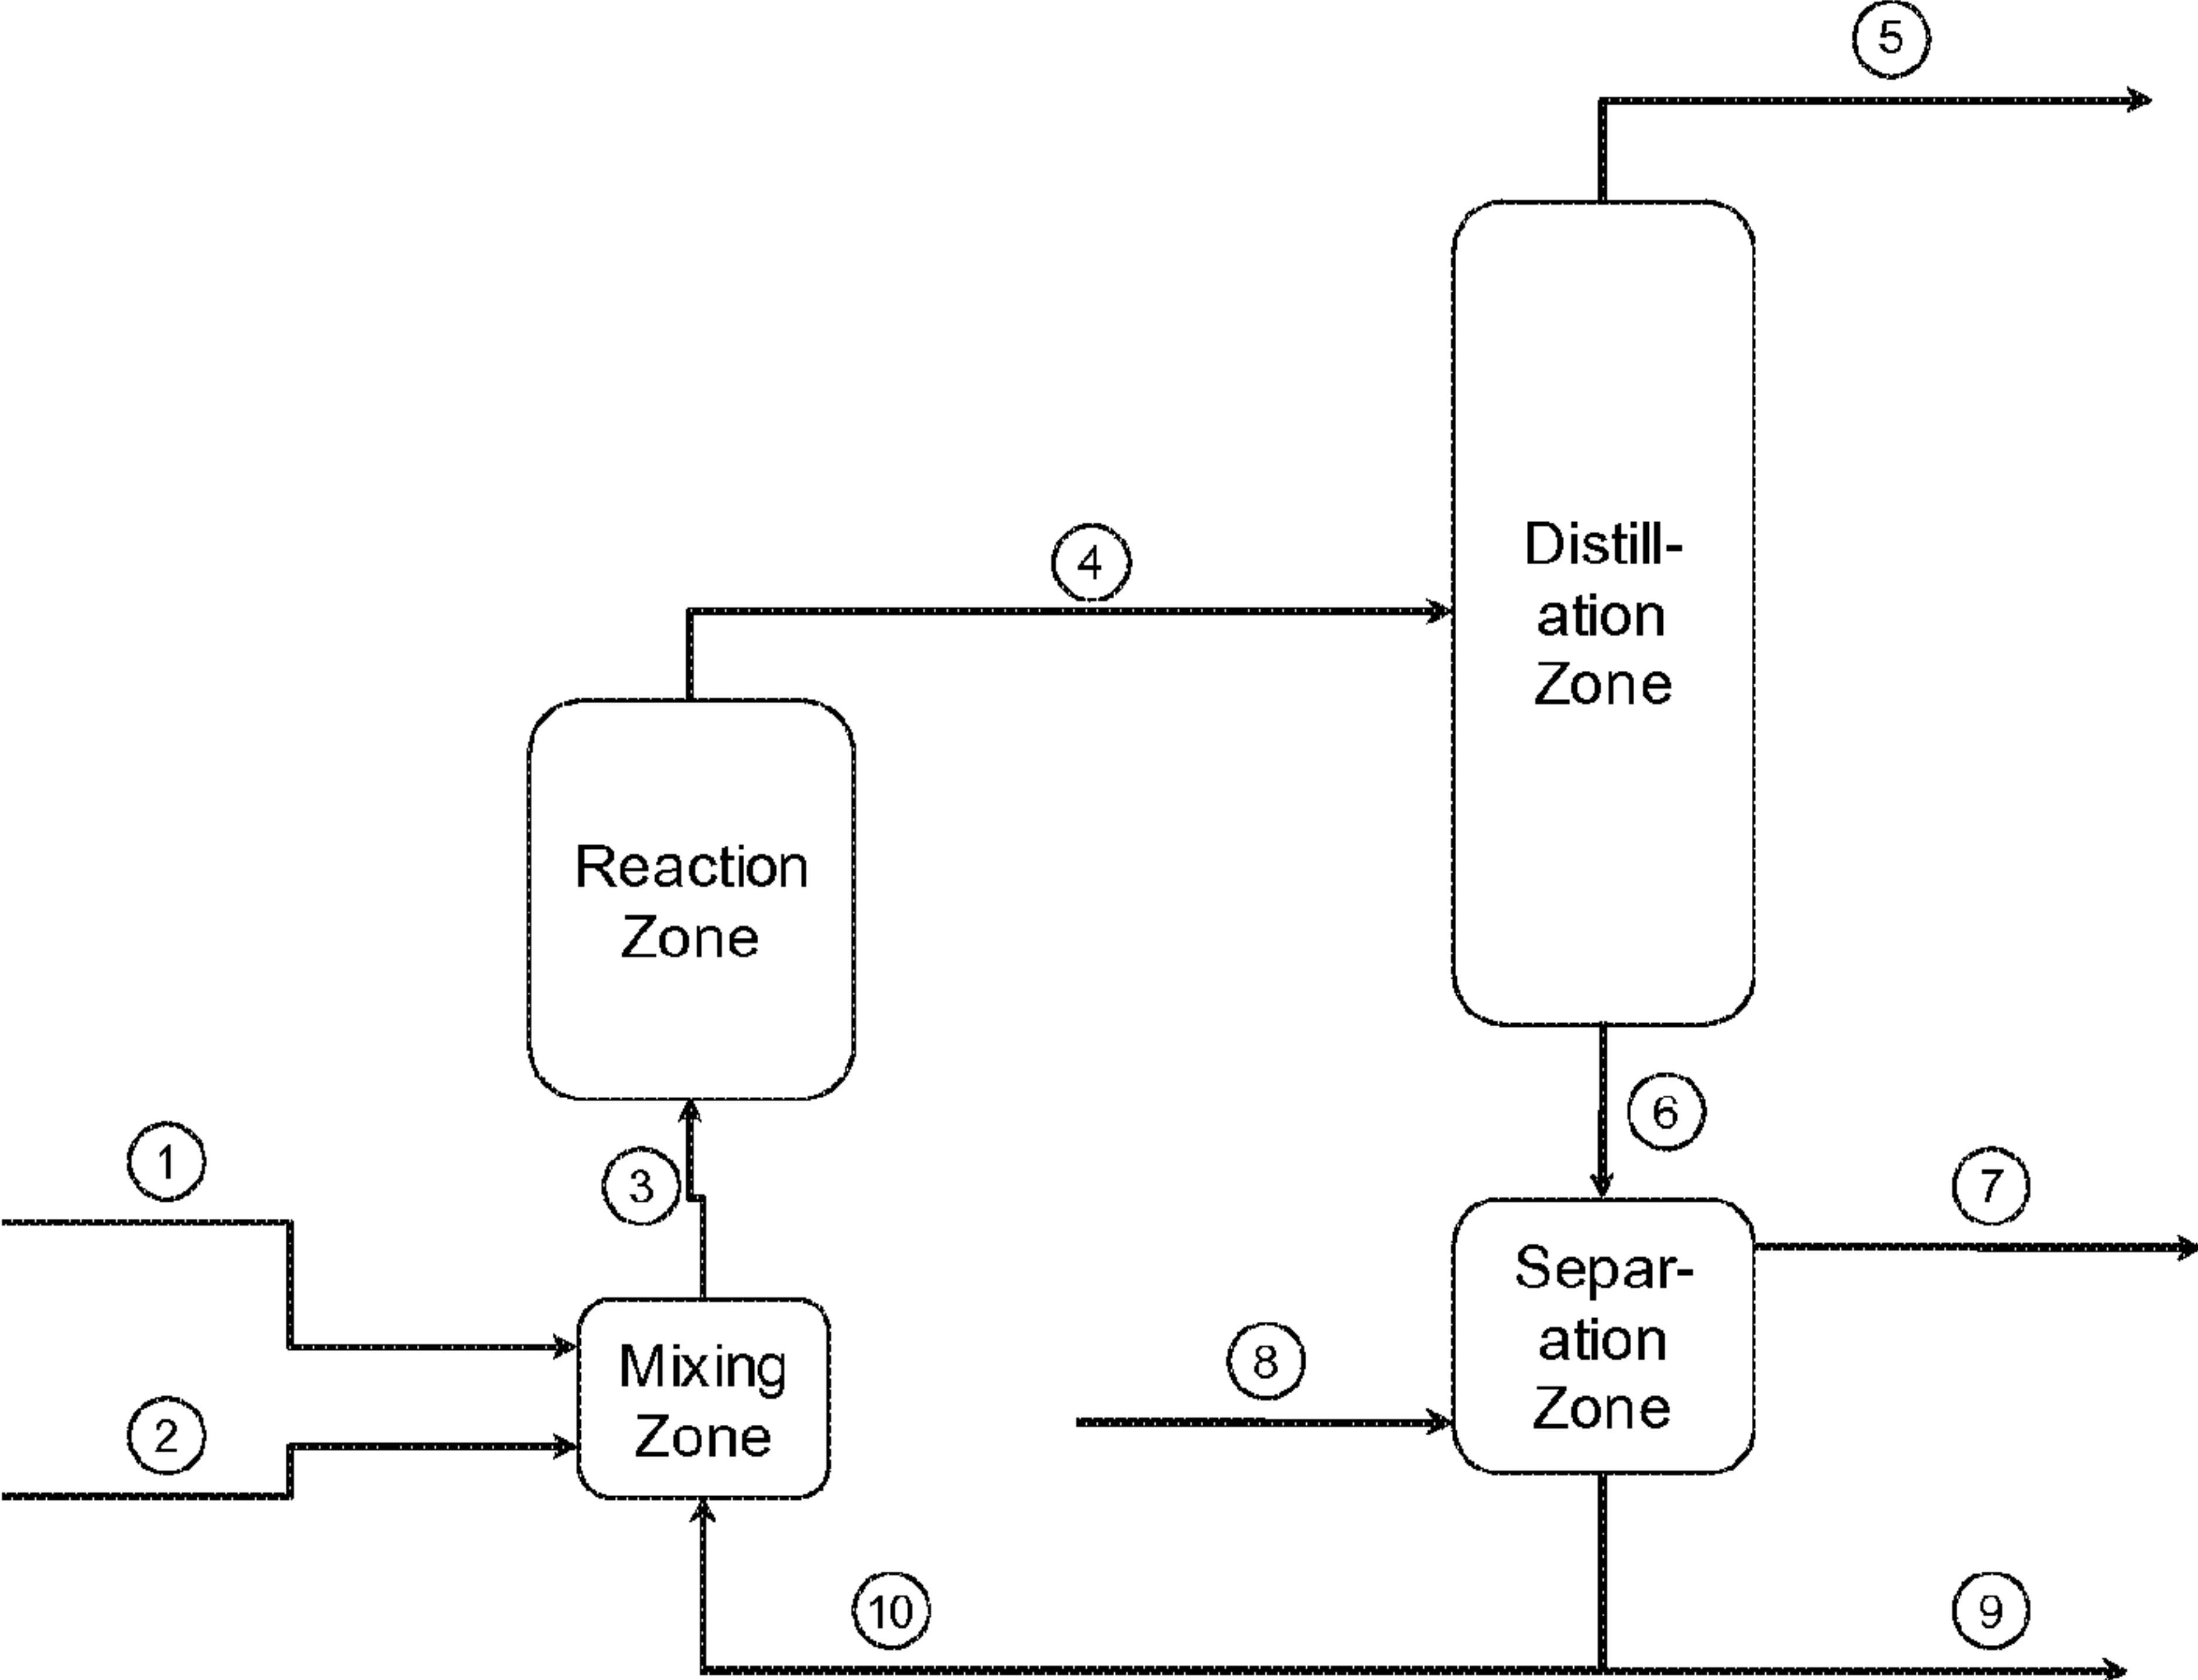 5
Distill-
ation
Zone
4
Reaction
Zone
6
1
3
7
Separ-
ation
Zone
8
Mixing
Zone
2
10
9